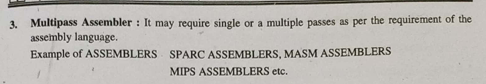 3. Multipass Assembler : It may require single or a multiple passes as per the requirement of the
assembly language.
Example of ASSEMBLERS SPARC ASSEMBLERS, MASM ASSEMBLERS
MIPS ASSEMBLERS etc.